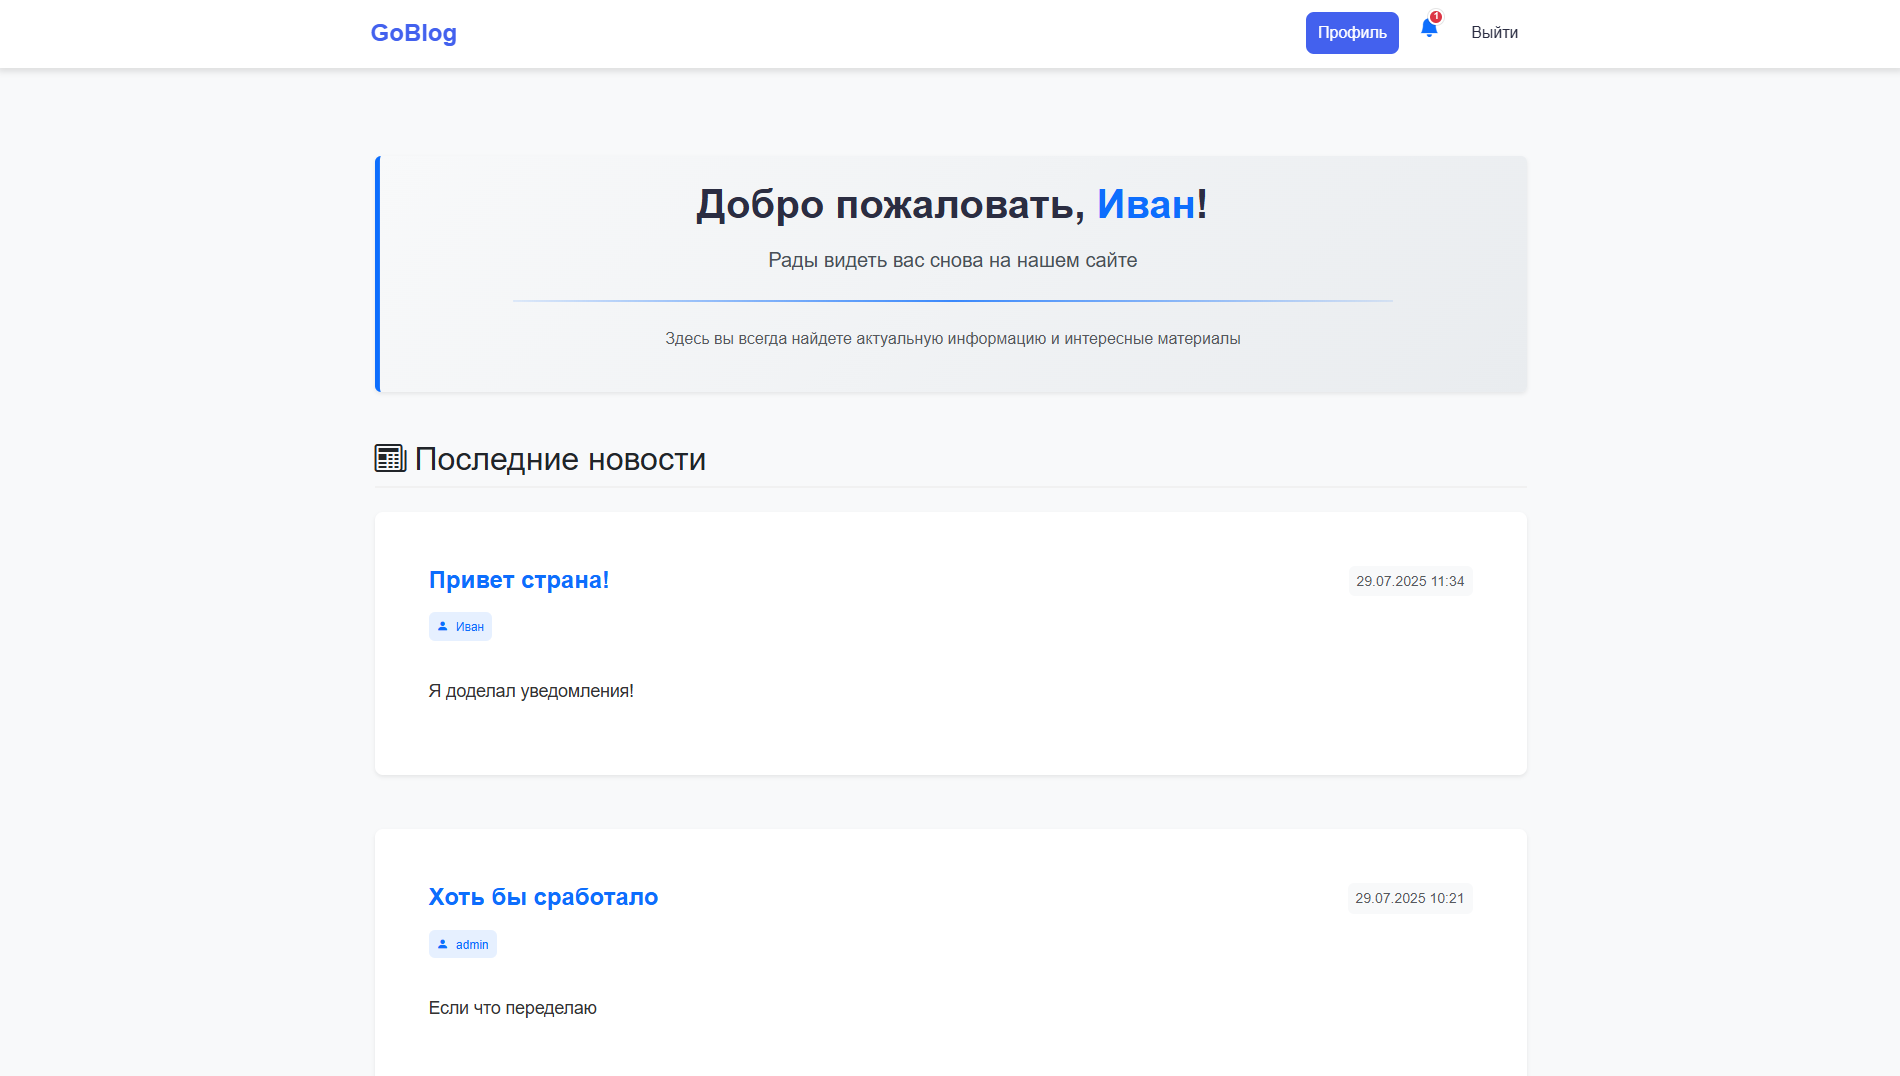 GoBlog
Профиль
1
Выйти
Добро пожаловать, Иван!
Рады видеть вас снова на нашем сайте
Здесь вы всегда найдете актуальную информацию и интересные материалы
Последние новости
Привет страна!
29.07.2025 11:34
Иван
Я доделал уведомления!
Хоть бы сработало
29.07.2025 10:21
admin
Если что переделаю